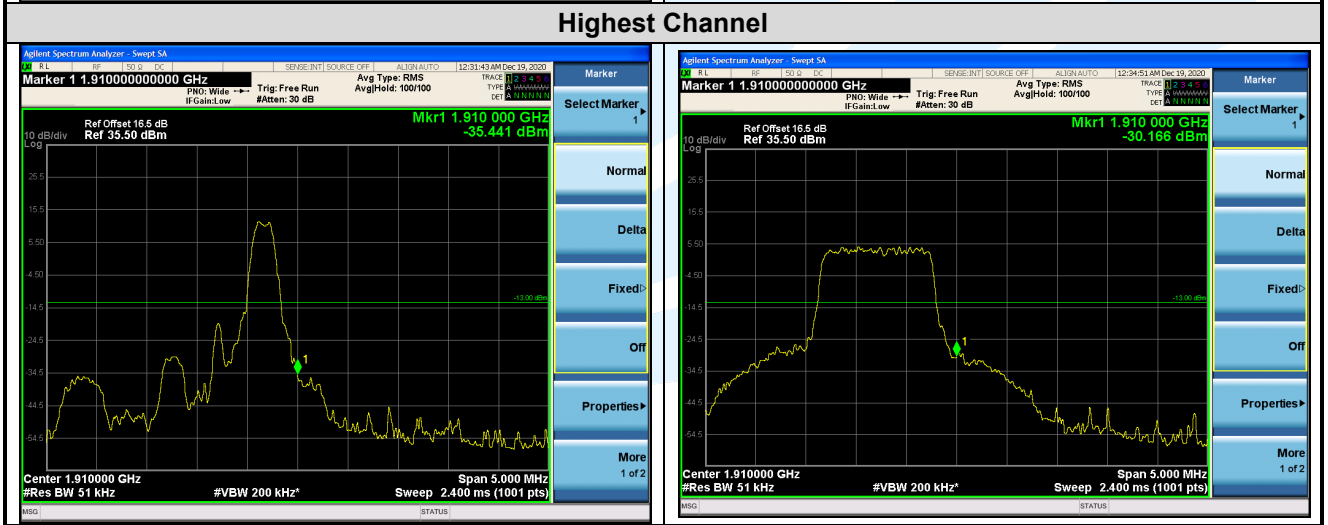 Highest Channel
Agilent Spectrum Analyzer - Swept SA
LXI RL RF 50 Ω DC SENSE:INT SOURCE OFF ALIGN AUTO 12:31:43 AM Dec 19, 2020
Marker 1 1.910000000000 GHz
PNO: Wide
IFGain:Low
Trig: Free Run
#Atten: 30 dB
Avg Type: RMS
Avg|Hold: 100/100
TRACE 1 2 3 4 5 6
TYPE A WWWWW
DET A N N N N N
Ref Offset 16.5 dB
Ref 35.50 dBm
10 dB/div
Log
Mkr1 1.910 000 GHz
-35.441 dBm
25.5
15.5
5.50
-4.50
-14.5
-24.5
-34.5
-44.5
-54.5
-13.00 dBm
1
Center 1.910000 GHz
Span 5.000 MHz
#Res BW 51 kHz
#VBW 200 kHz*
Sweep 2.400 ms (1001 pts)
MSG
STATUS
Marker
Select Marker
1
Normal
Delta
Fixed
Off
Properties
More
1 of 2
Agilent Spectrum Analyzer - Swept SA
LXI RL RF 50 Ω DC SENSE:INT SOURCE OFF ALIGN AUTO 12:34:51 AM Dec 19, 2020
Marker 1 1.910000000000 GHz
PNO: Wide
IFGain:Low
Trig: Free Run
#Atten: 30 dB
Avg Type: RMS
Avg|Hold: 100/100
TRACE 1 2 3 4 5 6
TYPE A WWWWW
DET A N N N N N
Ref Offset 16.5 dB
Ref 35.50 dBm
10 dB/div
Log
Mkr1 1.910 000 GHz
-30.166 dBm
25.5
15.5
5.50
-4.50
-14.5
-24.5
-34.5
-44.5
-54.5
-13.00 dBm
1
Center 1.910000 GHz
Span 5.000 MHz
#Res BW 51 kHz
#VBW 200 kHz*
Sweep 2.400 ms (1001 pts)
MSG
STATUS
Marker
Select Marker
1
Normal
Delta
Fixed
Off
Properties
More
1 of 2